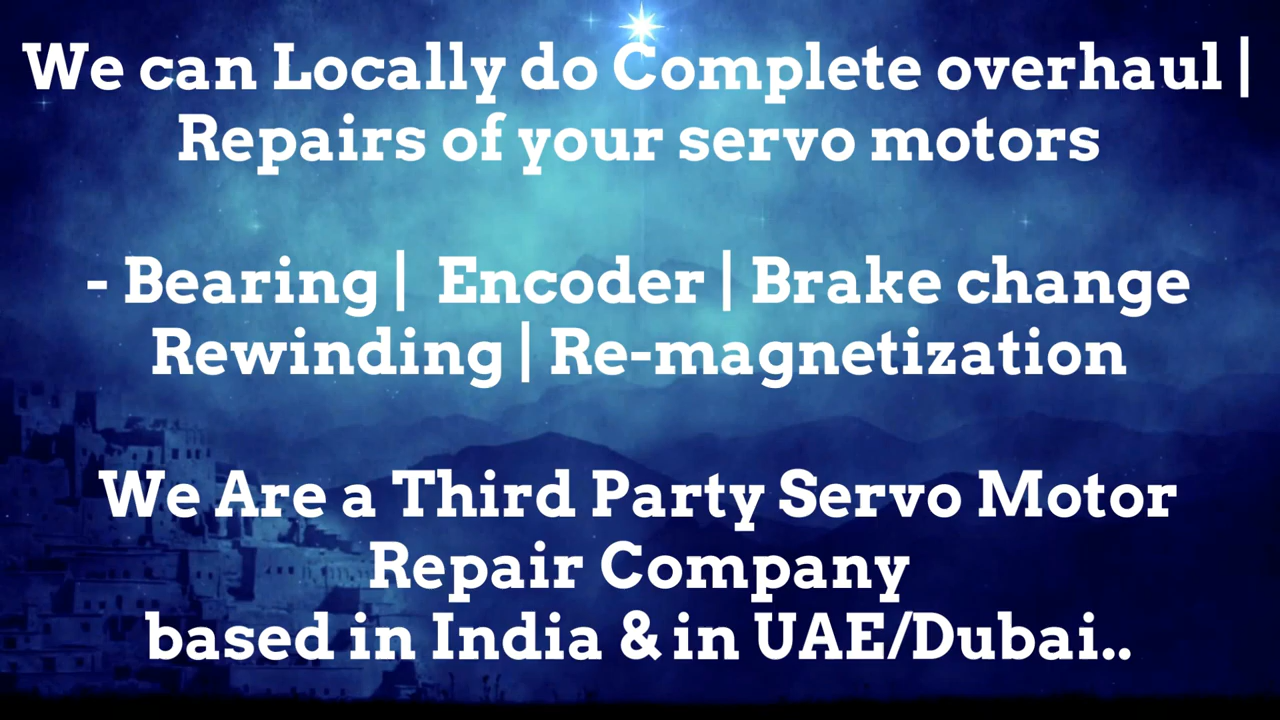 We can Locally do Complete overhaul |
Repairs of your servo motors
- Bearing | Encoder | Brake change
Rewinding | Re-magnetization
We Are a Third Party Servo Motor
Repair Company
based in India & in UAE/Dubai..